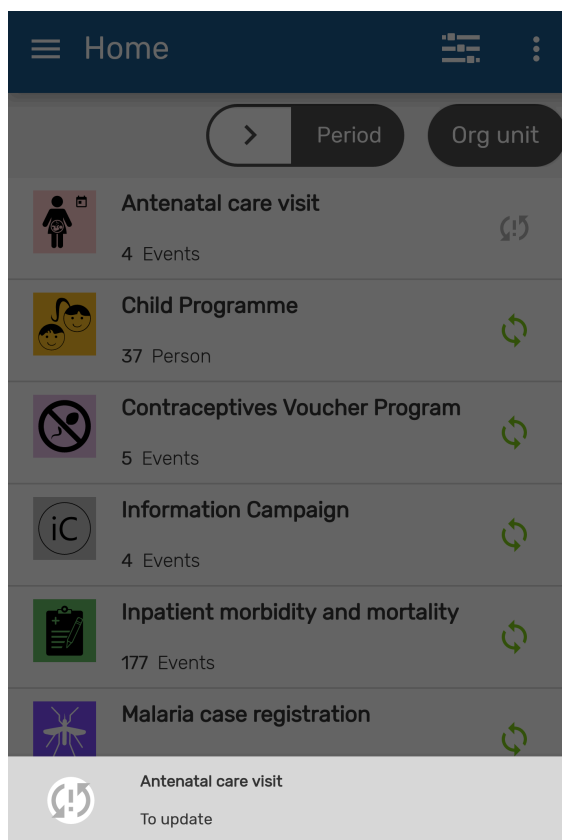 Home
Period
Org unit
Antenatal care visit
4 Events
Child Programme
37 Person
Contraceptives Voucher Program
5 Events
iC
Information Campaign
4 Events
Inpatient morbidity and mortality
177 Events
Malaria case registration
Antenatal care visit
To update